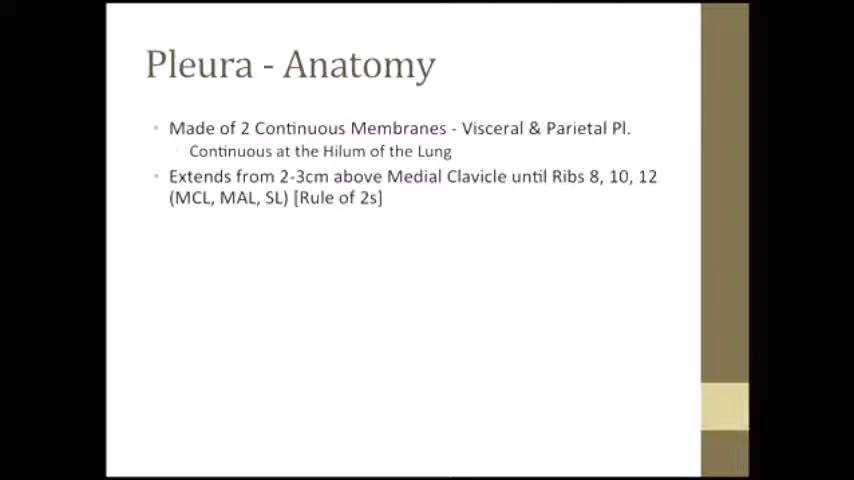 Pleura - Anatomy
Made of 2 Continuous Membranes - Visceral & Parietal Pl.
Continuous at the Hilum of the Lung
Extends from 2-3cm above Medial Clavicle until Ribs 8, 10, 12
(MCL, MAL, SL) [Rule of 2s]